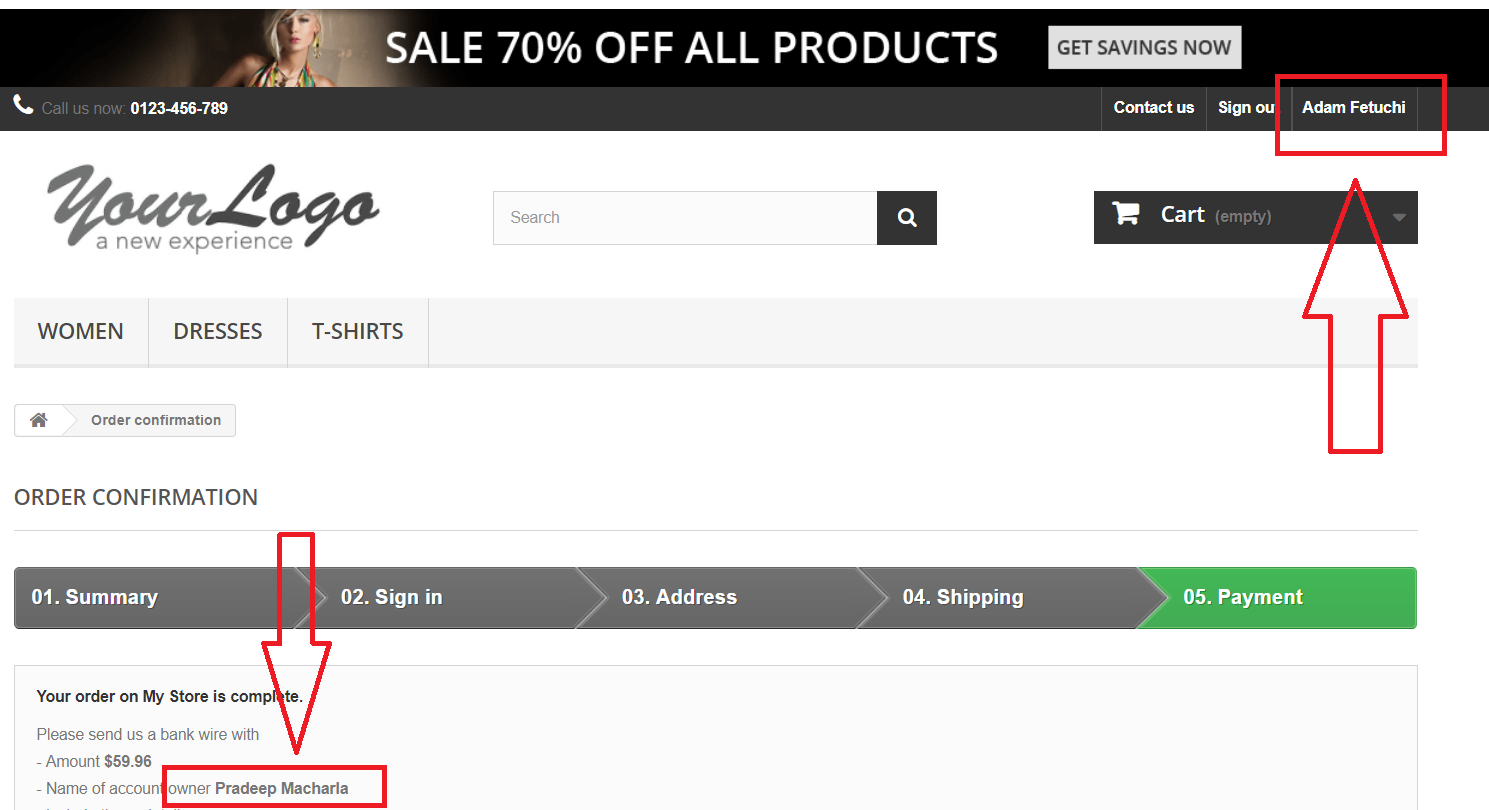 SALE 70% OFF ALL PRODUCTS GET SAVINGS NOW
Call us now: 0123-456-789 Contact us Sign out Adam Fetuchi
YourLogo
a new experience
Search
Cart (empty)
WOMEN DRESSES T-SHIRTS
Order confirmation
ORDER CONFIRMATION
01. Summary 02. Sign in 03. Address 04. Shipping 05. Payment
Your order on My Store is complete.
Please send us a bank wire with
- Amount $59.96
- Name of account owner Pradeep Macharla